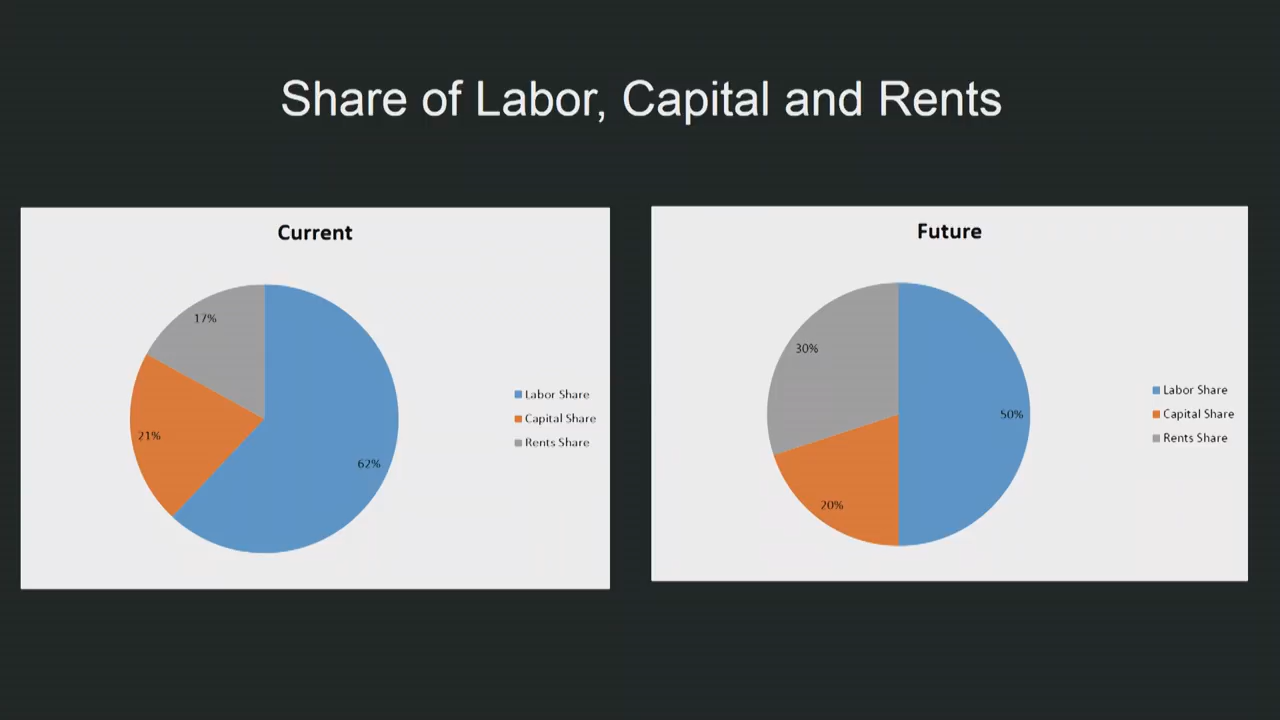 Share of Labor, Capital and Rents
Current
17%
21%
62%
Labor Share
Capital Share
Rents Share
Future
30%
50%
20%
Labor Share
Capital Share
Rents Share